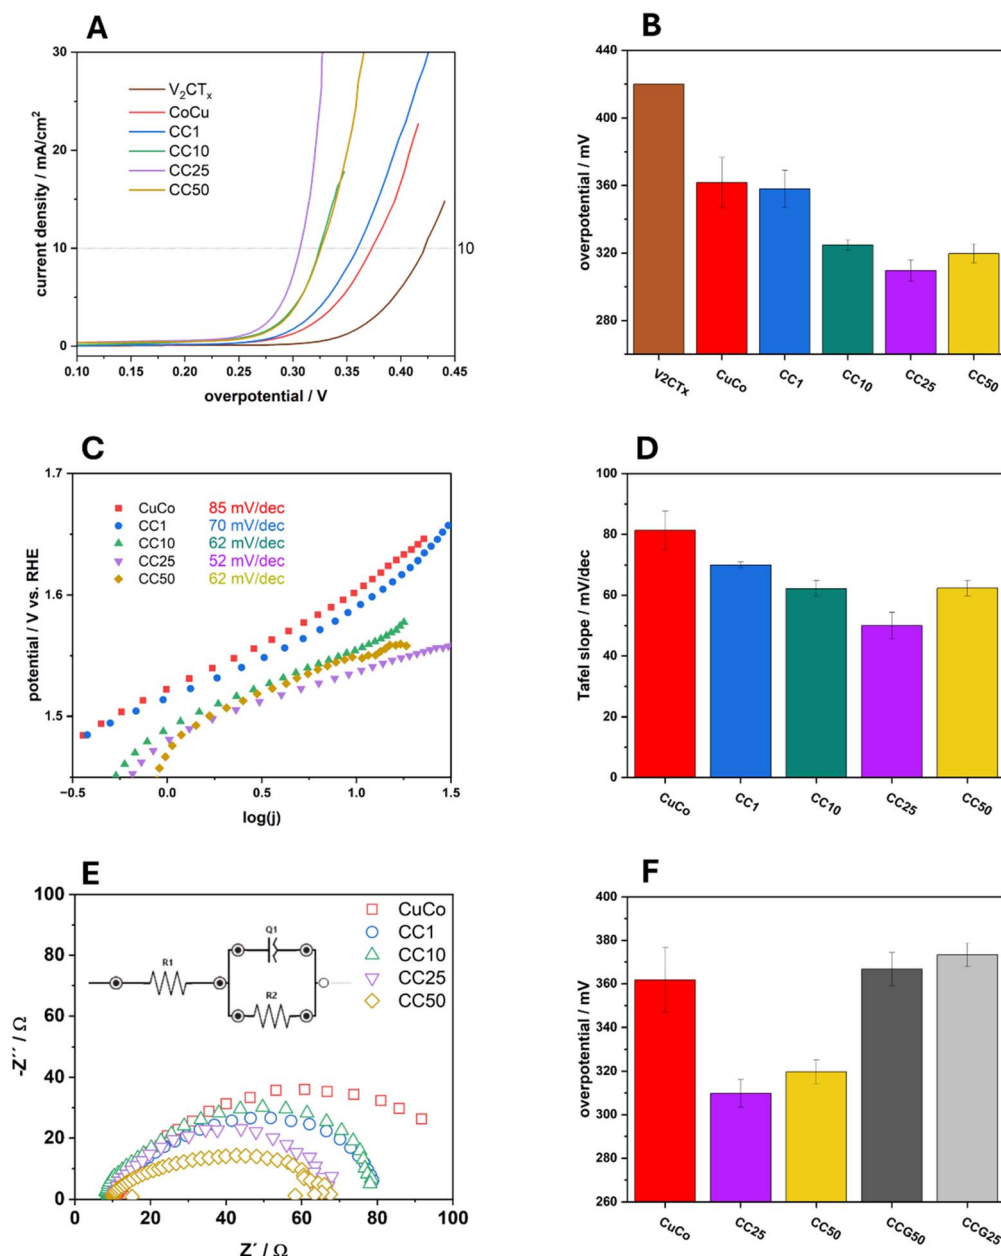 A
30
20
10
0
current density / mA/cm²
V₂CTₓ
CoCu
CC1
CC10
CC25
CC50
10
0.10 0.15 0.20 0.25 0.30 0.35 0.40 0.45
overpotential / V
B
440
400
360
320
280
overpotential / mV
V2CTx CuCo CC1 CC10 CC25 CC50
C
1.7
1.6
1.5
potential / V vs. RHE
CuCo 85 mV/dec
CC1 70 mV/dec
CC10 62 mV/dec
CC25 52 mV/dec
CC50 62 mV/dec
−0.5 0.0 0.5 1.0 1.5
log(j)
D
100
80
60
40
20
0
Tafel slope / mV/dec
CuCo CC1 CC10 CC25 CC50
E
100
80
60
40
20
0
-Z´´ / Ω
R1
Q1
R2
CuCo
CC1
CC10
CC25
CC50
0 20 40 60 80 100
Z´ / Ω
F
400
380
360
340
320
300
280
260
overpotential / mV
CuCo CC25 CC50 CCG50 CCG25